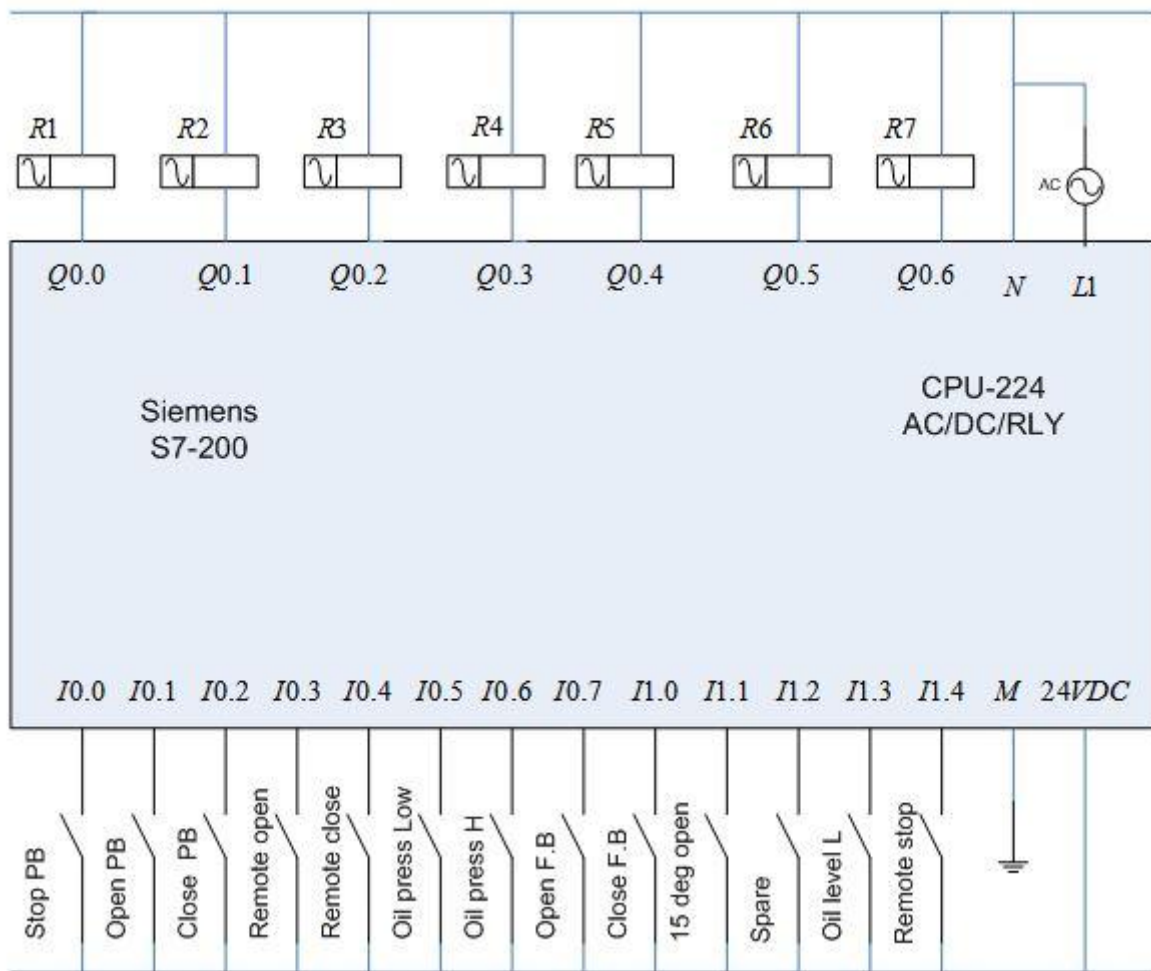 R1 R2 R3 R4 R5 R6 R7
AC
Q0.0 Q0.1 Q0.2 Q0.3 Q0.4 Q0.5 Q0.6 N L1
Siemens
S7-200
CPU-224
AC/DC/RLY
I0.0 I0.1 I0.2 I0.3 I0.4 I0.5 I0.6 I0.7 I1.0 I1.1 I1.2 I1.3 I1.4 M 24VDC
Stop PB
Open PB
Close PB
Remote open
Remote close
Oil press Low
Oil press H
Open F.B
Close F.B
15 deg open
Spare
Oil level L
Remote stop